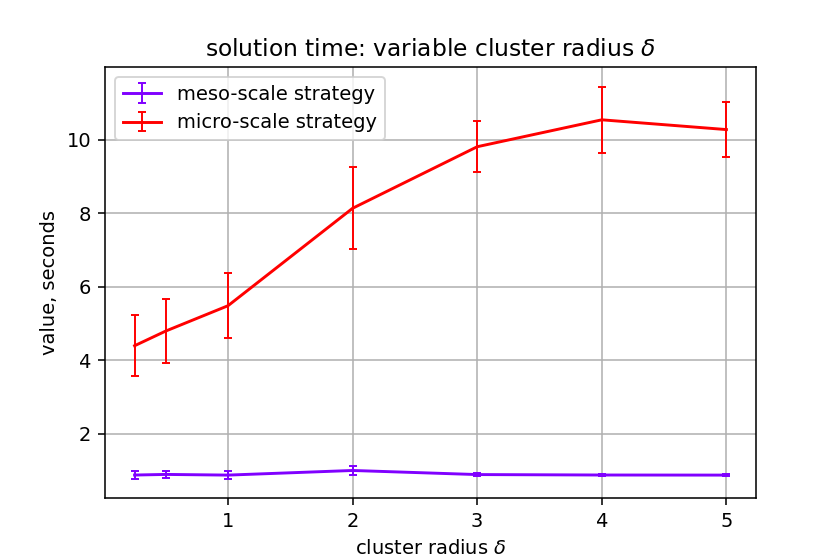 solution time: variable cluster radius δ
meso-scale strategy
micro-scale strategy
value, seconds
10
8
6
4
2
1 2 3 4 5
cluster radius δ